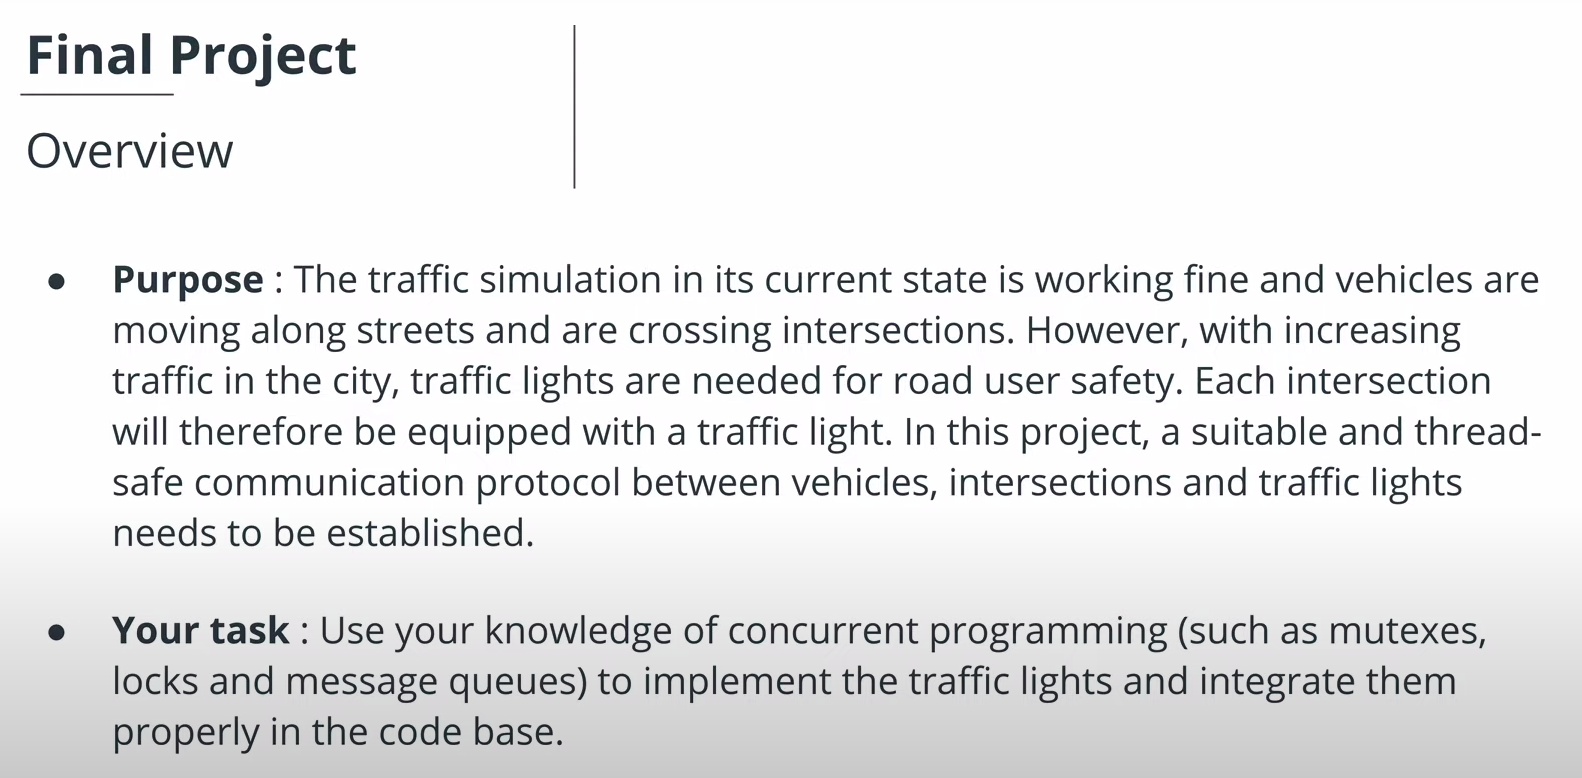 Final Project
Overview
● Purpose : The traffic simulation in its current state is working fine and vehicles are
moving along streets and are crossing intersections. However, with increasing
traffic in the city, traffic lights are needed for road user safety. Each intersection
will therefore be equipped with a traffic light. In this project, a suitable and thread-
safe communication protocol between vehicles, intersections and traffic lights
needs to be established.
● Your task : Use your knowledge of concurrent programming (such as mutexes,
locks and message queues) to implement the traffic lights and integrate them
properly in the code base.